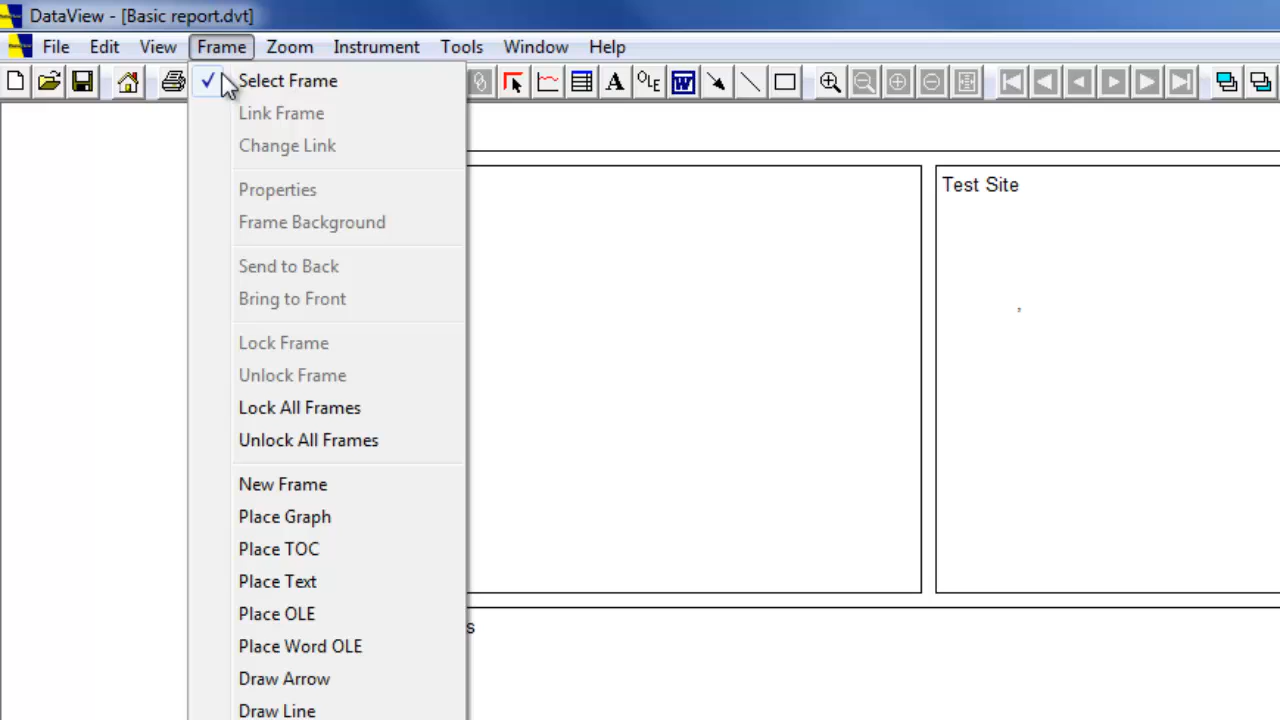 DataView - [Basic report.dvt]
File Edit View Frame Zoom Instrument Tools Window Help
A OLE W
Select Frame
Link Frame
Change Link
Properties
Frame Background
Send to Back
Bring to Front
Lock Frame
Unlock Frame
Lock All Frames
Unlock All Frames
New Frame
Place Graph
Place TOC
Place Text
Place OLE
Place Word OLE
Draw Arrow
Draw Line
Test Site
,
s